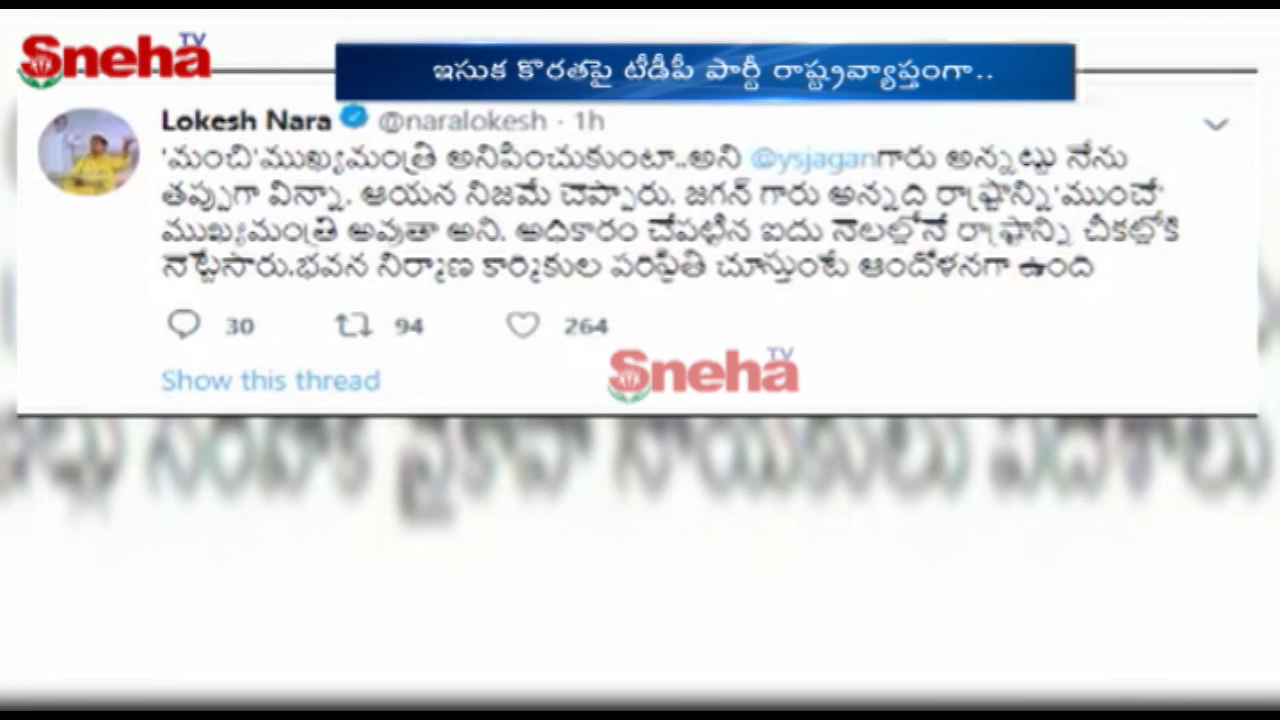 Sneha TV
ఇసుక కొరతపై టీడీపీ పార్టీ రాష్ట్రవ్యాప్తంగా..
Lokesh Nara @naralokesh · 1h
'మంచి'ముఖ్యమంత్రి అనిపించుకుంటా..అని @ysjaganగారు అన్నట్టు నేను
తప్పుగా విన్నా. ఆయన నిజమే చెప్పారు. జగన్ గారు అన్నది రాష్ట్రాన్ని'ముంచే'
ముఖ్యమంత్రి అవుతా అని. అధికారం చేపట్టిన ఐదు నెలల్లోనే రాష్ట్రాన్ని చీకట్లోకి
నెట్టేసారు.భవన నిర్మాణ కార్మికుల పరిస్థితి చూస్తుంటే ఆందోళనగా ఉంది
30 94 264
Show this thread
Sneha TV